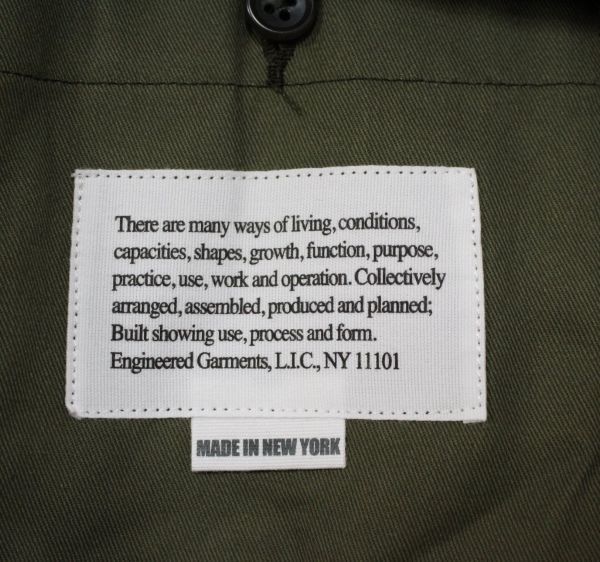 There are many ways of living, conditions,
capacities, shapes, growth, function, purpose,
practice, use, work and operation. Collectively
arranged, assembled, produced and planned;
Built showing use, process and form.
Engineered Garments, L.I.C., NY 11101
MADE IN NEW YORK